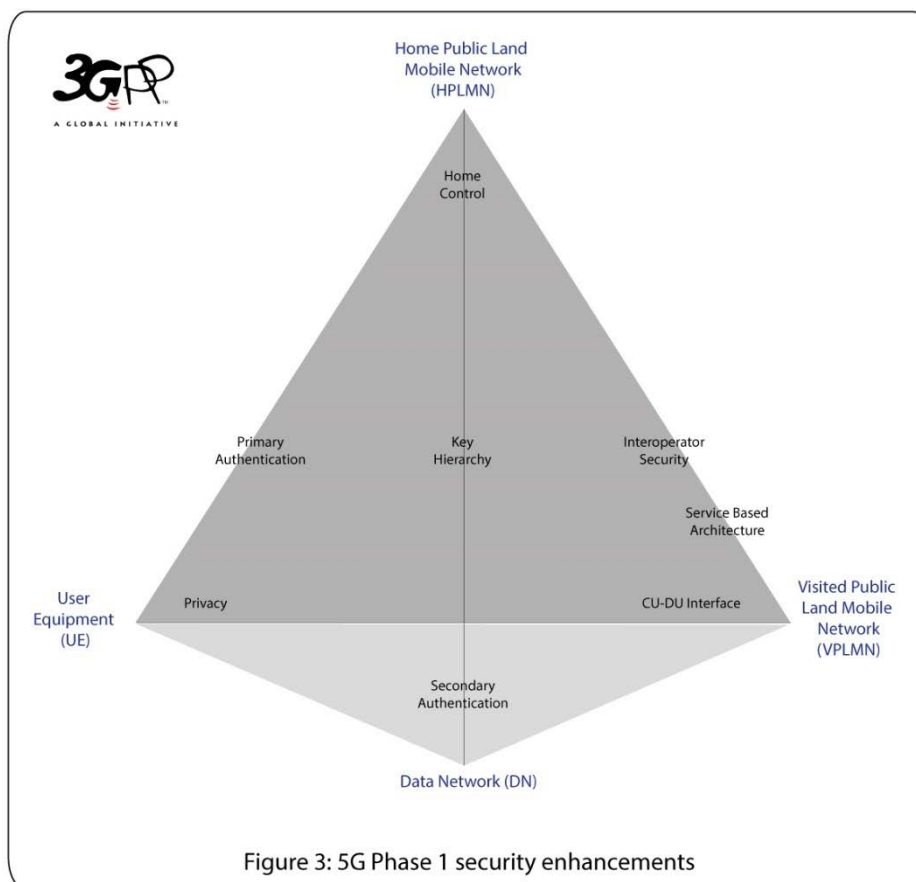 Home Public Land
Mobile Network
(HPLMN)
3GPP™
A GLOBAL INITIATIVE
Home
Control
Primary
Authentication
Key
Hierarchy
Interoperator
Security
Service Based
Architecture
User
Equipment
(UE)
Privacy
CU-DU Interface
Visited Public
Land Mobile
Network
(VPLMN)
Secondary
Authentication
Data Network (DN)
Figure 3: 5G Phase 1 security enhancements